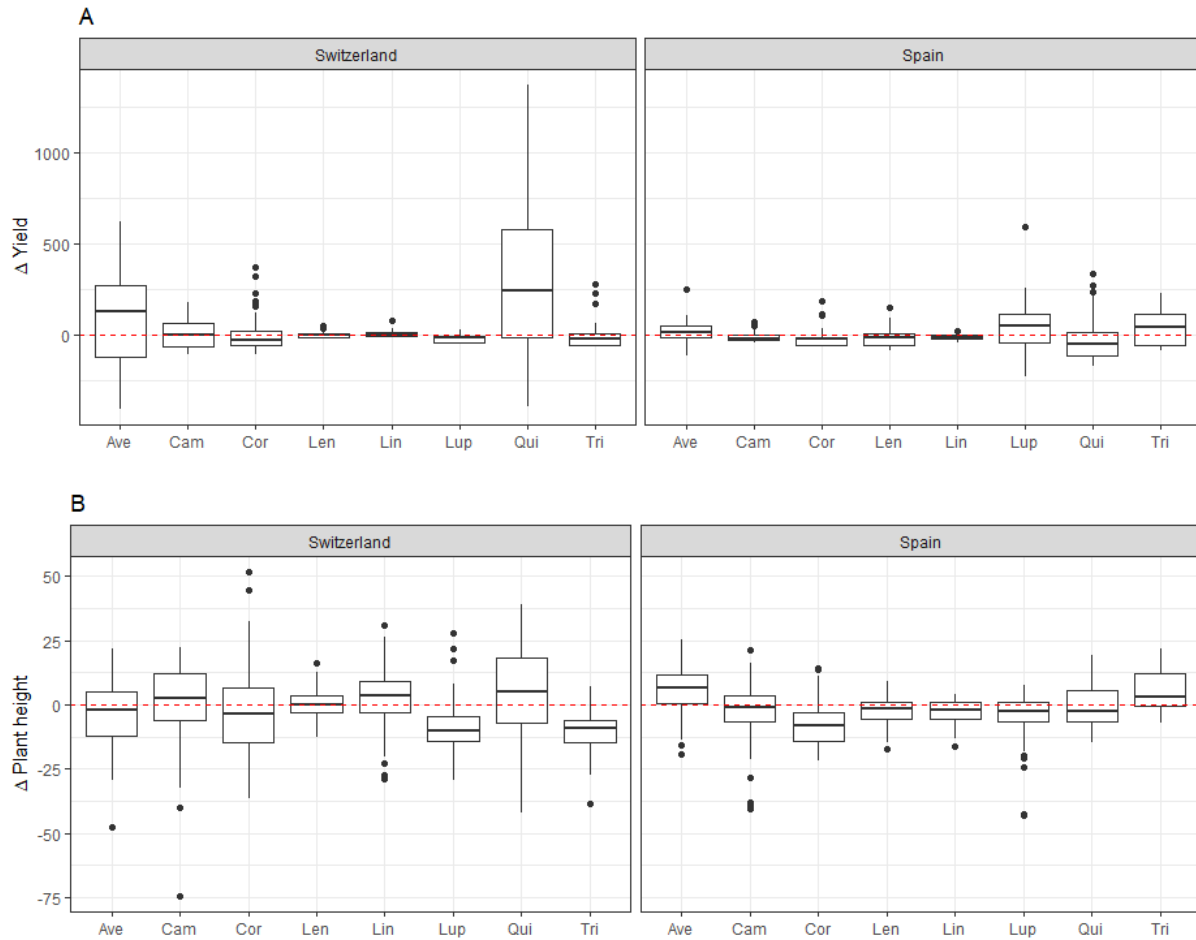 A
Switzerland Spain
Δ Yield
1000
500
0
Ave Cam Cor Len Lin Lup Qui Tri Ave Cam Cor Len Lin Lup Qui Tri
B
Switzerland Spain
Δ Plant height
50
25
0
-25
-50
-75
Ave Cam Cor Len Lin Lup Qui Tri Ave Cam Cor Len Lin Lup Qui Tri